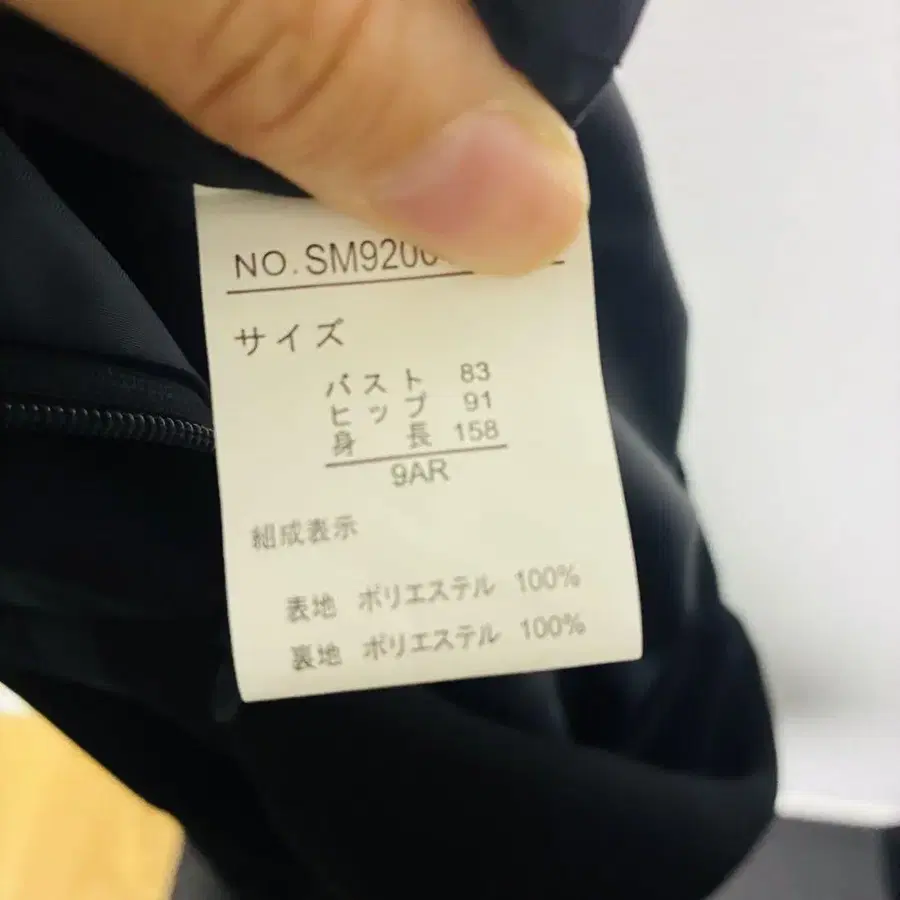 NO. SM920
サイズ
バスト 83
ヒップ 91
身長 158
9AR
組成表示
表地 ポリエステル 100%
裏地 ポリエステル 100%